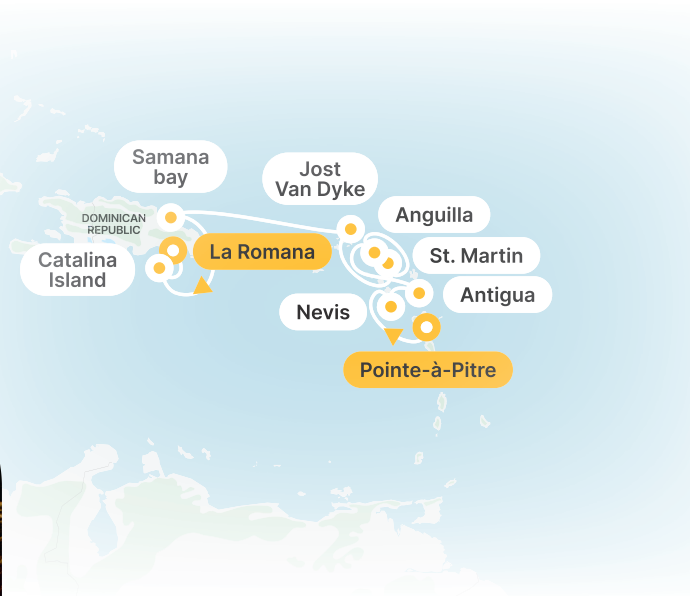 Samana
bay
Jost
Van Dyke
Anguilla
DOMINICAN
REPUBLIC
La Romana
St. Martin
Catalina
Island
Antigua
Nevis
Pointe-à-Pitre